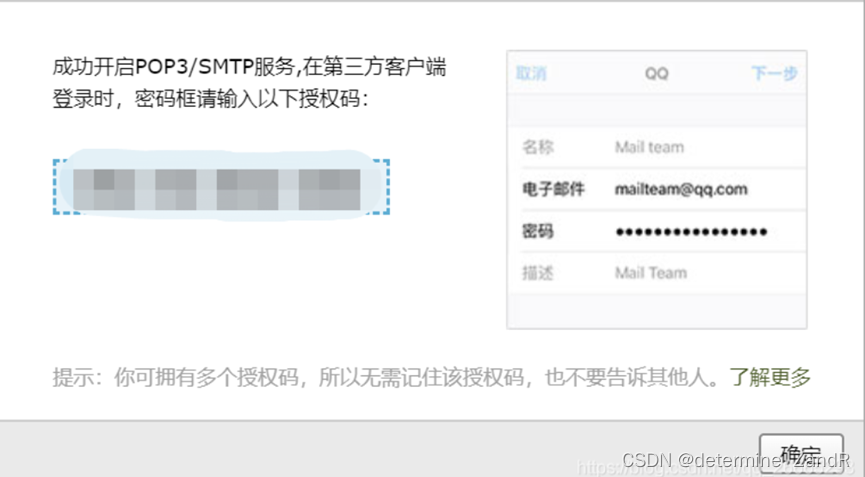 成功开启POP3/SMTP服务,在第三方客户端
登录时，密码框请输入以下授权码：
取消 QQ 下一步
名称 Mail team
电子邮件 mailteam@qq.com
密码 ●●●●●●●●●●●●●●●●
描述 Mail Team
提示：你可拥有多个授权码，所以无需记住该授权码，也不要告诉其他人。了解更多
确定
CSDN @determine